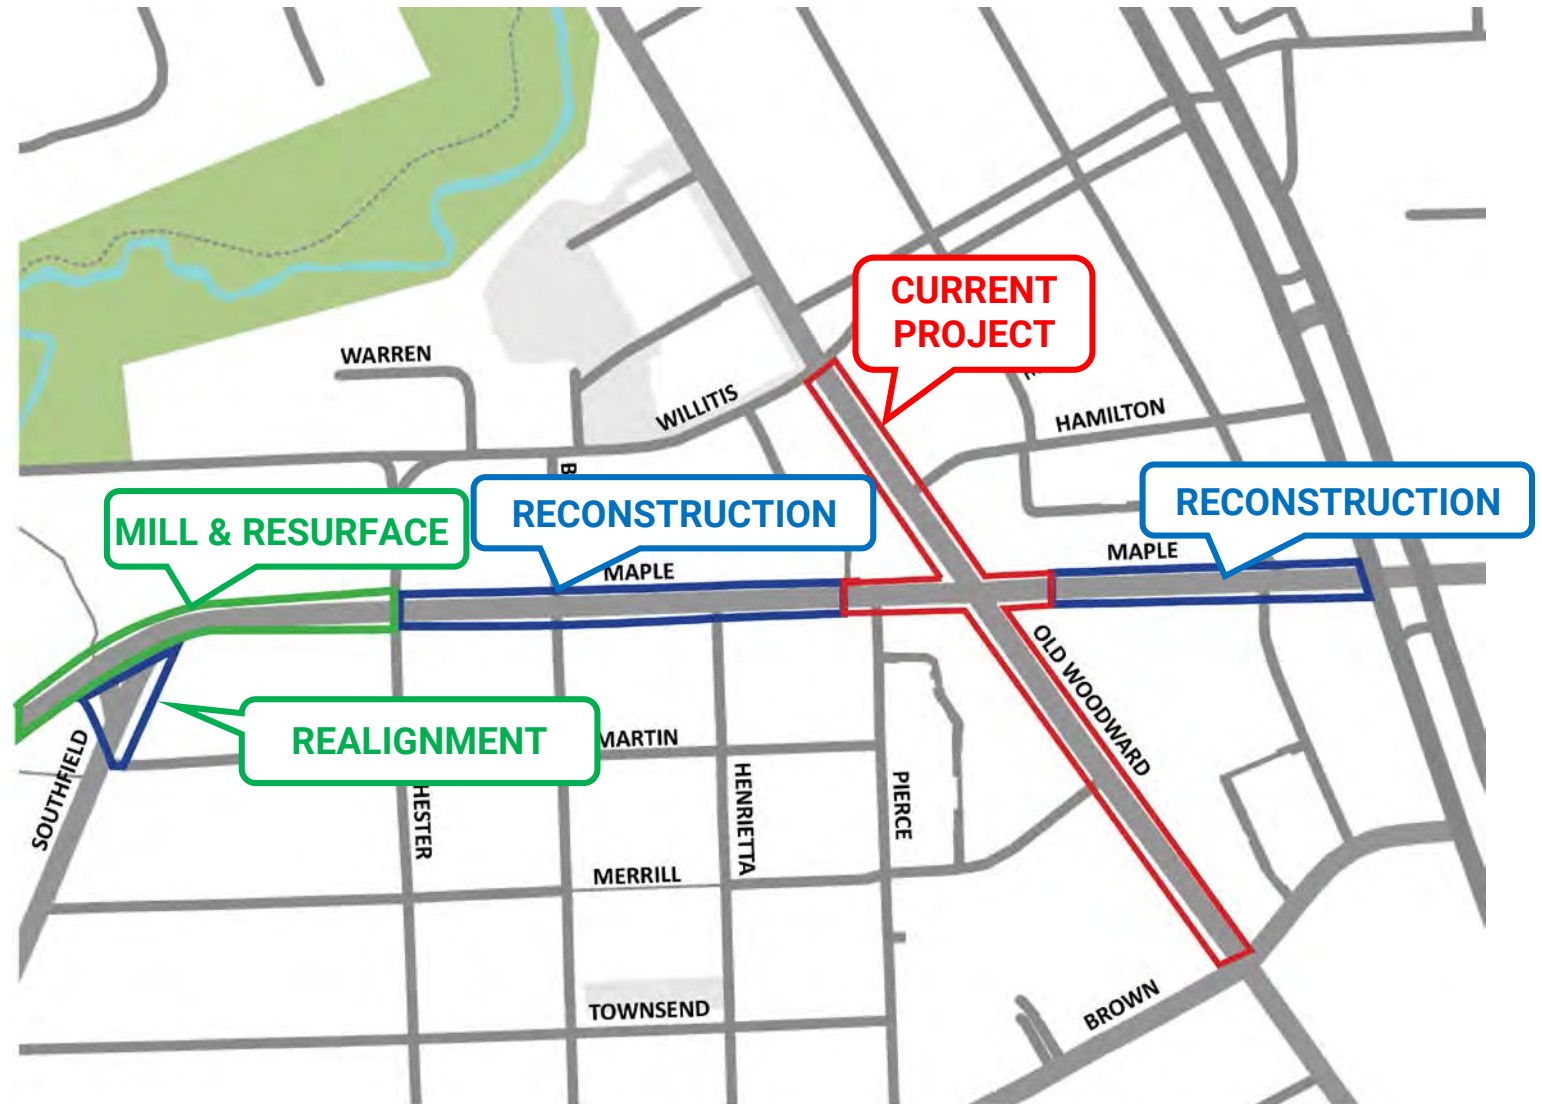 CURRENT
PROJECT
WARREN
WILLITIS
HAMILTON
B
MILL & RESURFACE
RECONSTRUCTION
RECONSTRUCTION
MAPLE
MAPLE
OLD WOODWARD
REALIGNMENT
MARTIN
SOUTHFIELD
HESTER
HENRIETTA
PIERCE
MERRILL
TOWNSEND
BROWN